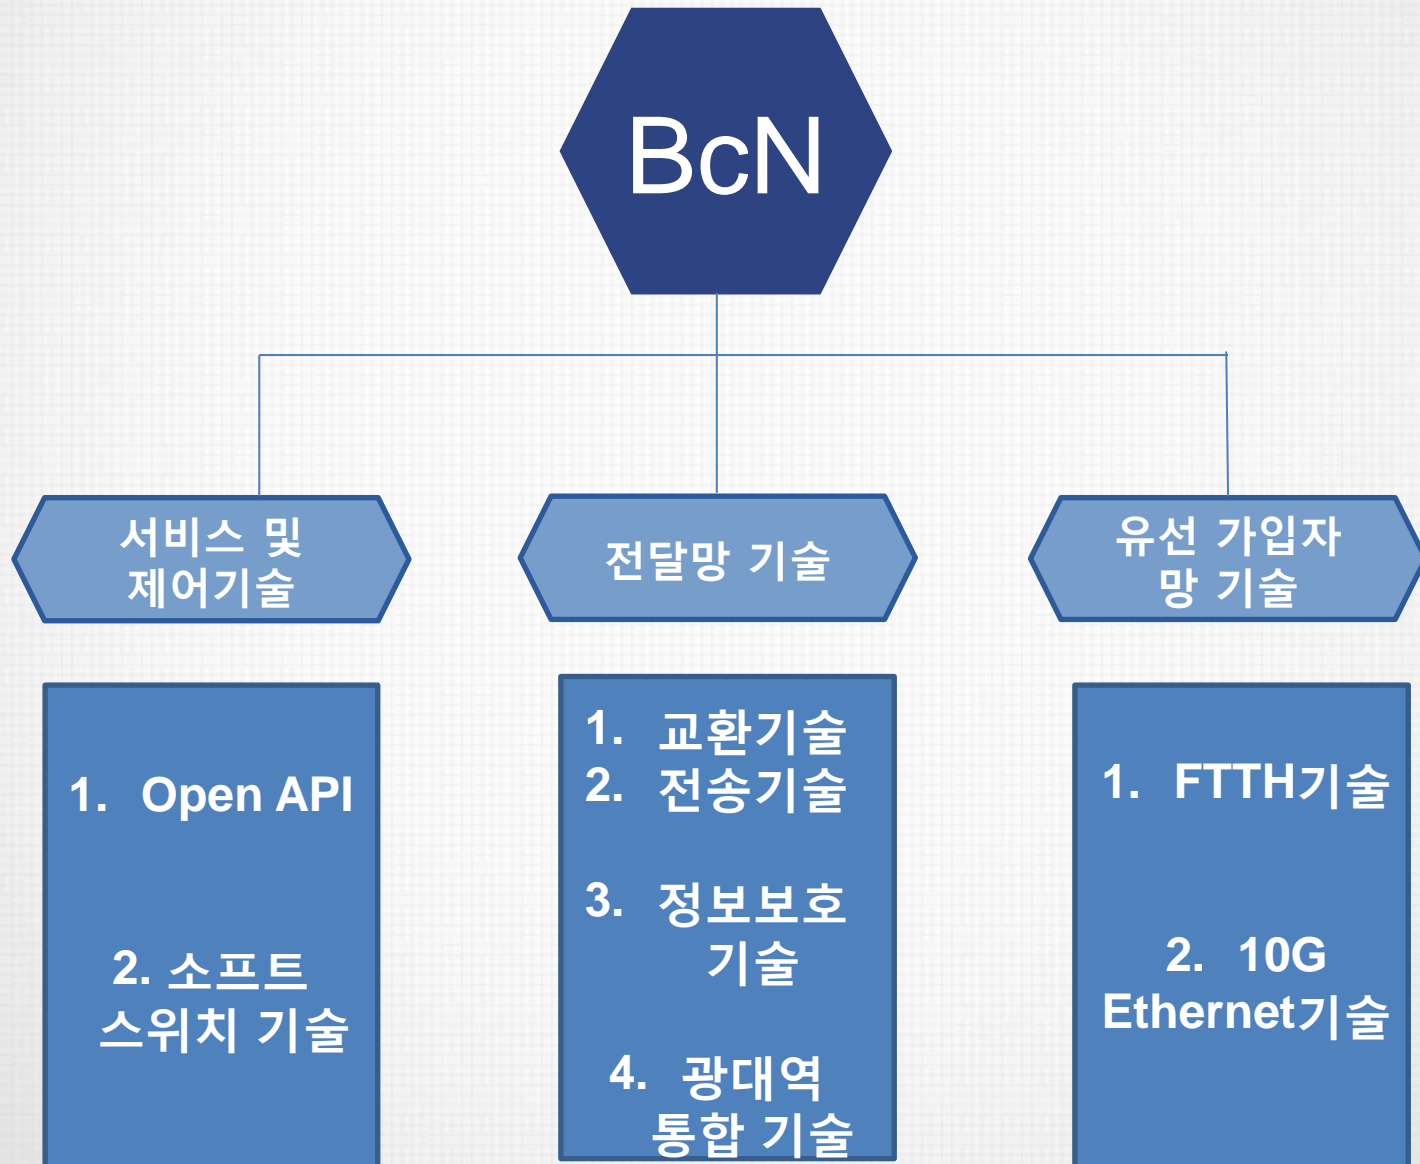 BcN
서비스 및
제어기술
전달망 기술
유선 가입자
망 기술
1. Open API
2. 소프트
스위치 기술
1. 교환기술
2. 전송기술
3. 정보보호
기술
4. 광대역
통합 기술
1. FTTH기술
2. 10G
Ethernet기술